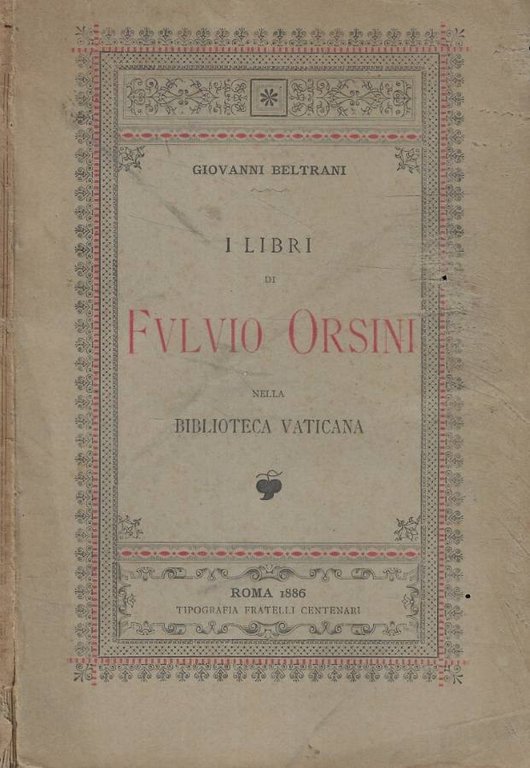 GIOVANNI BELTRANI
I LIBRI
DI
FVLVIO ORSINI
NELLA
BIBLIOTECA VATICANA
ROMA 1886
TIPOGRAFIA FRATELLI CENTENARI